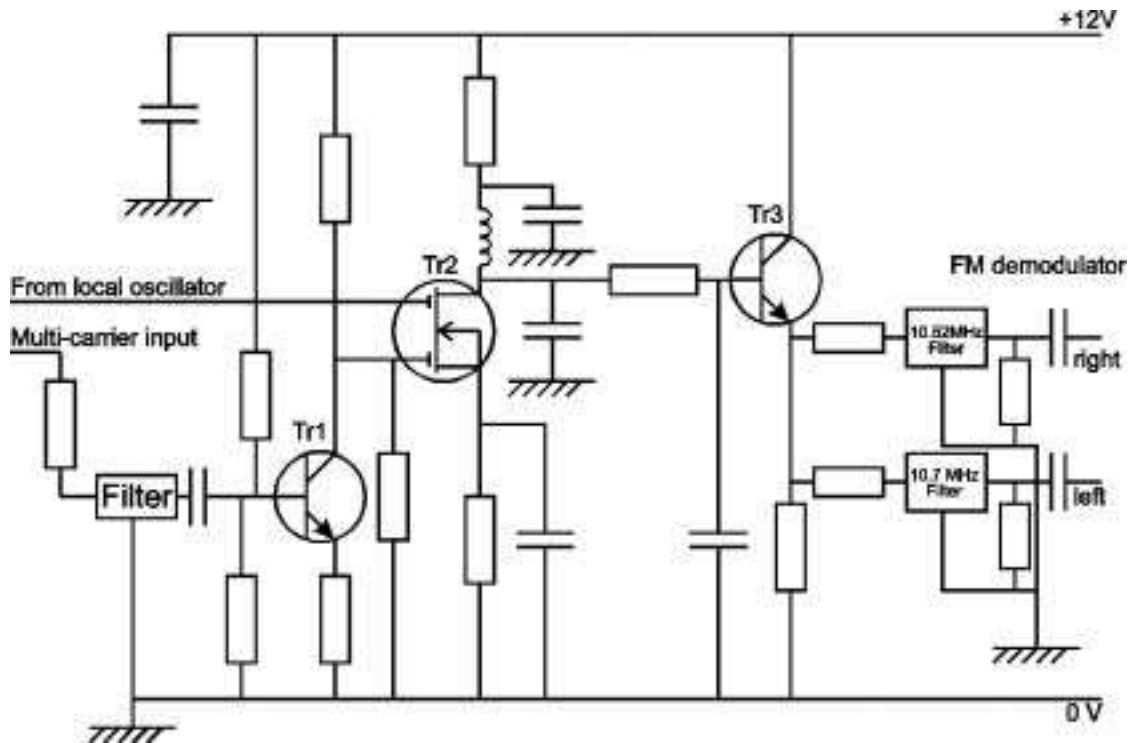 +12V
Tr3
Tr2
From local oscillator
FM demodulator
Multi-carrier input
10.52MHz
Filter
right
Tr1
10.7 MHz
Filter
Filter
left
0 V